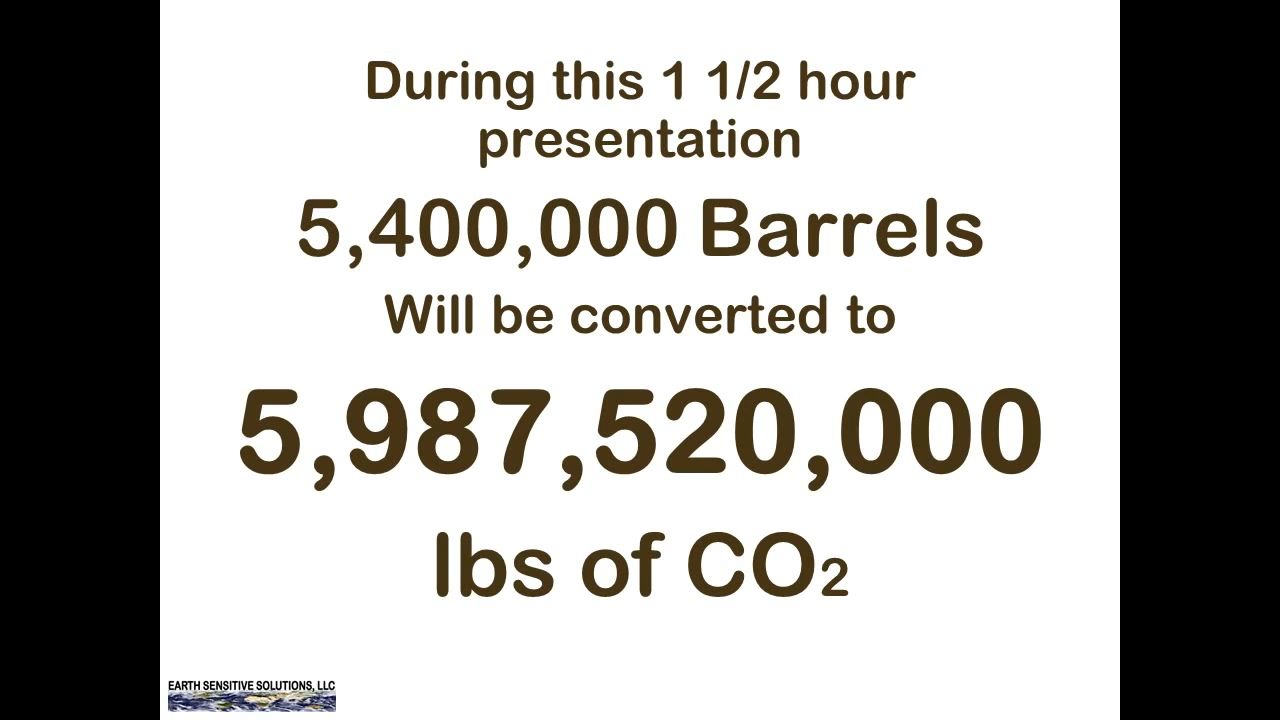 During this 1 1/2 hour
presentation
5,400,000 Barrels
Will be converted to
5,987,520,000
lbs of CO2
EARTH SENSITIVE SOLUTIONS, LLC